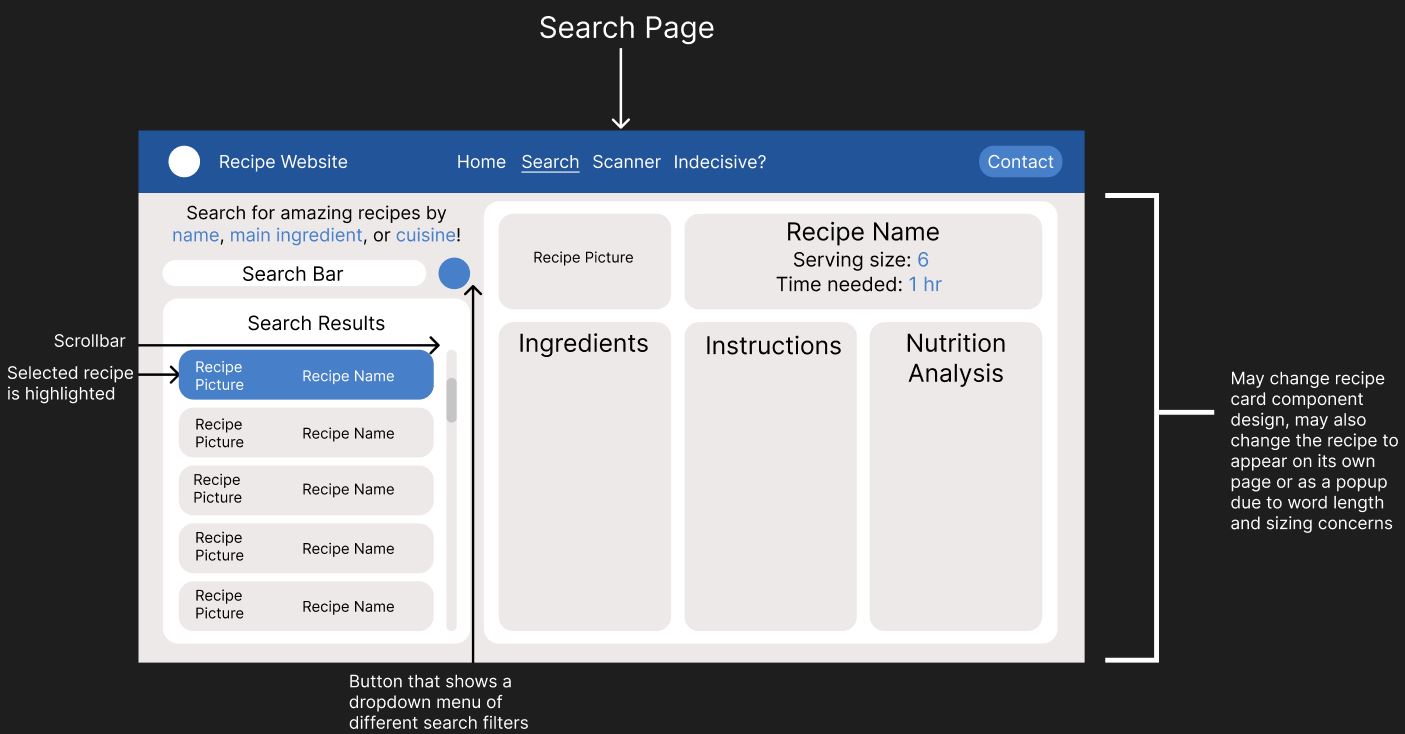 Search Page
Recipe Website
Home Search Scanner Indecisive?
Contact
Search for amazing recipes by
name, main ingredient, or cuisine!
Search Bar
Search Results
Recipe
Picture
Recipe Name
Recipe
Picture
Recipe Name
Recipe
Picture
Recipe Name
Recipe
Picture
Recipe Name
Recipe
Picture
Recipe Name
Recipe Picture
Recipe Name
Serving size: 6
Time needed: 1 hr
Ingredients
Instructions
Nutrition
Analysis
Scrollbar
Selected recipe
is highlighted
Button that shows a
dropdown menu of
different search filters
May change recipe
card component
design, may also
change the recipe to
appear on its own
page or as a popup
due to word length
and sizing concerns